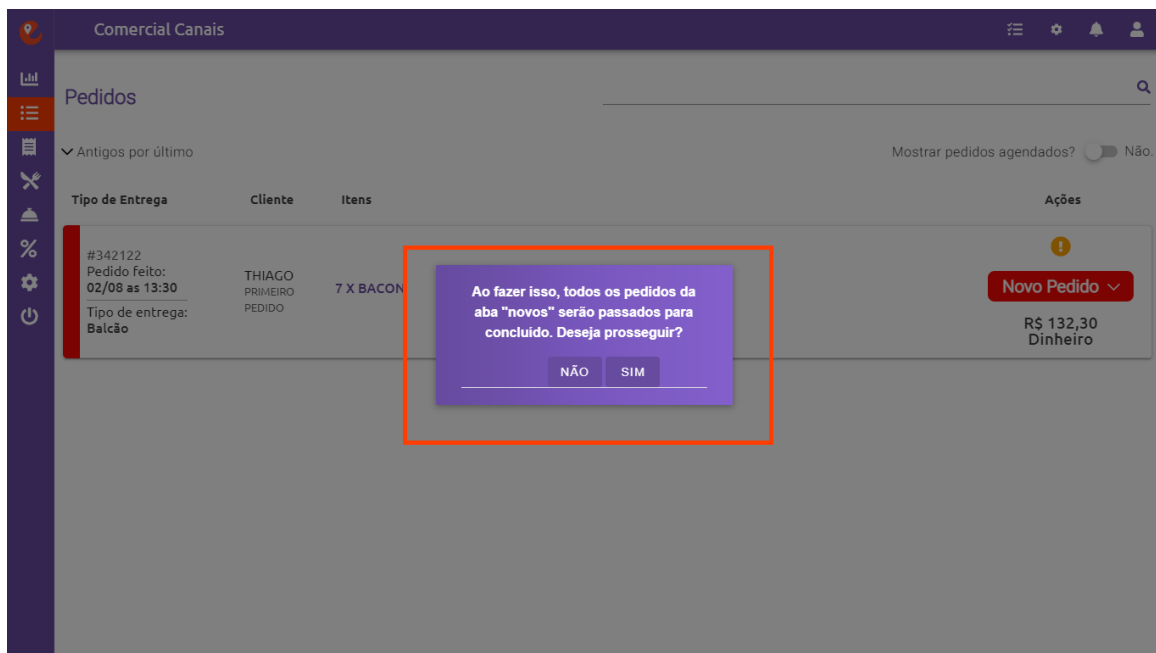 Comercial Canais
Pedidos
Antigos por último
Mostrar pedidos agendados? Não.
Tipo de Entrega Cliente Itens Ações
#342122
Pedido feito:
02/08 as 13:30
Tipo de entrega:
Balcão
THIAGO
PRIMEIRO
PEDIDO
7 X BACON
Ao fazer isso, todos os pedidos da
aba "novos" serão passados para
concluído. Deseja prosseguir?
NÃO SIM
Novo Pedido
R$ 132,30
Dinheiro